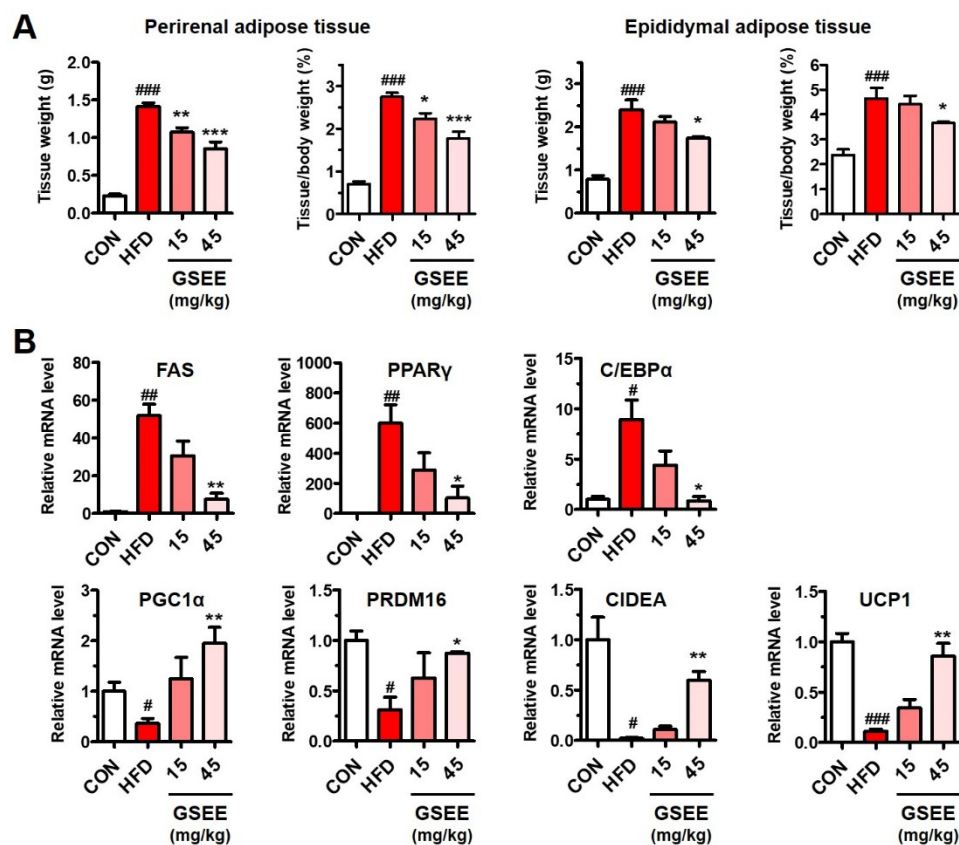 A
Perirenal adipose tissue
Epididymal adipose tissue
Tissue weight (g)
2.0
1.5
1.0
0.5
0.0
###
**
***
CON
HFD
15
45
GSEE
(mg/kg)
Tissue/body weight (%)
3
2
1
0
###
*
***
CON
HFD
15
45
GSEE
(mg/kg)
Tissue weight (g)
3
2
1
0
###
*
CON
HFD
15
45
GSEE
(mg/kg)
Tissue/body weight (%)
6
5
4
3
2
1
0
###
*
CON
HFD
15
45
GSEE
(mg/kg)
B
FAS
Relative mRNA level
80
60
40
20
0
##
**
CON
HFD
15
45
PPARγ
Relative mRNA level
1000
800
600
400
200
0
##
*
CON
HFD
15
45
C/EBPα
Relative mRNA level
15
10
5
0
#
*
CON
HFD
15
45
PGC1α
Relative mRNA level
3
2
1
0
#
**
CON
HFD
15
45
GSEE
(mg/kg)
PRDM16
Relative mRNA level
1.5
1.0
0.5
0.0
#
*
CON
HFD
15
45
GSEE
(mg/kg)
CIDEA
Relative mRNA level
1.5
1.0
0.5
0.0
#
**
CON
HFD
15
45
GSEE
(mg/kg)
UCP1
Relative mRNA level
1.5
1.0
0.5
0.0
###
**
CON
HFD
15
45
GSEE
(mg/kg)